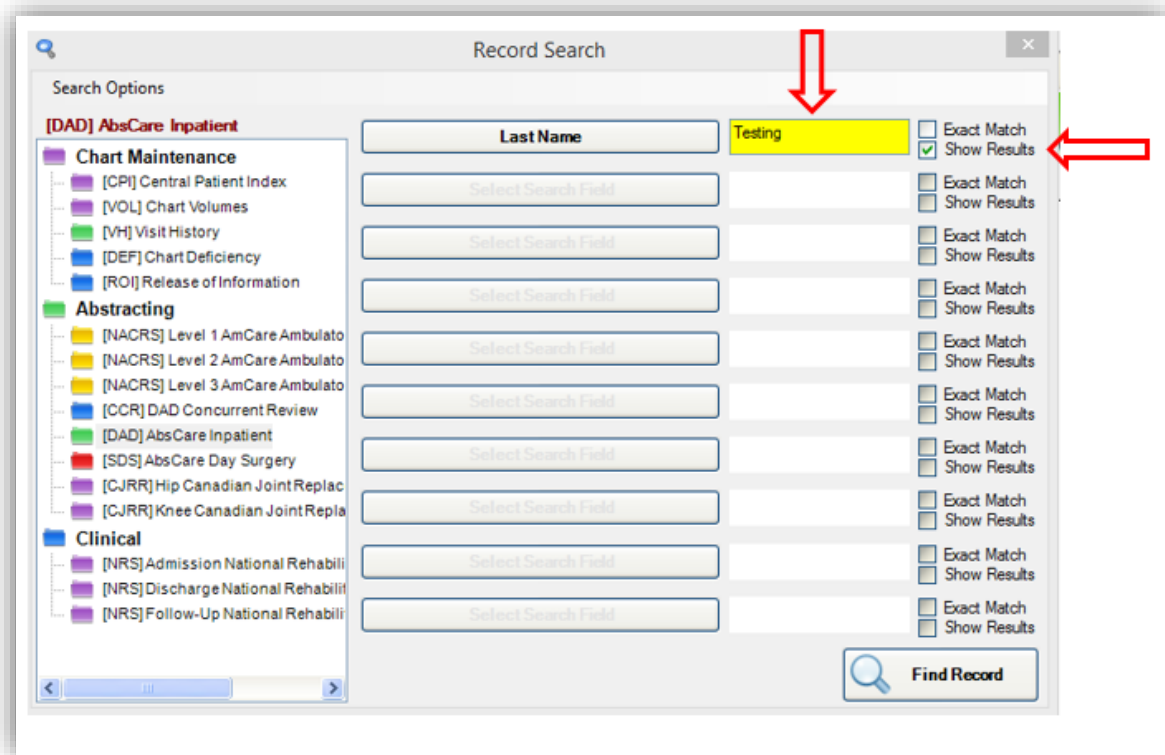 Record Search
Search Options
[DAD] AbsCare Inpatient
Chart Maintenance
[CPI] Central Patient Index
[VOL] Chart Volumes
[VH] Visit History
[DEF] Chart Deficiency
[ROI] Release of Information
Abstracting
[NACRS] Level 1 AmCare Ambulato
[NACRS] Level 2 AmCare Ambulato
[NACRS] Level 3 AmCare Ambulato
[CCR] DAD Concurrent Review
[DAD] AbsCare Inpatient
[SDS] AbsCare Day Surgery
[CJRR] Hip Canadian Joint Replac
[CJRR] Knee Canadian Joint Repla
Clinical
[NRS] Admission National Rehabili
[NRS] Discharge National Rehabilit
[NRS] Follow-Up National Rehabili
Last Name
Testing
Exact Match
Show Results
Select Search Field
Exact Match
Show Results
Select Search Field
Exact Match
Show Results
Select Search Field
Exact Match
Show Results
Select Search Field
Exact Match
Show Results
Select Search Field
Exact Match
Show Results
Select Search Field
Exact Match
Show Results
Select Search Field
Exact Match
Show Results
Select Search Field
Exact Match
Show Results
Select Search Field
Exact Match
Show Results
Find Record